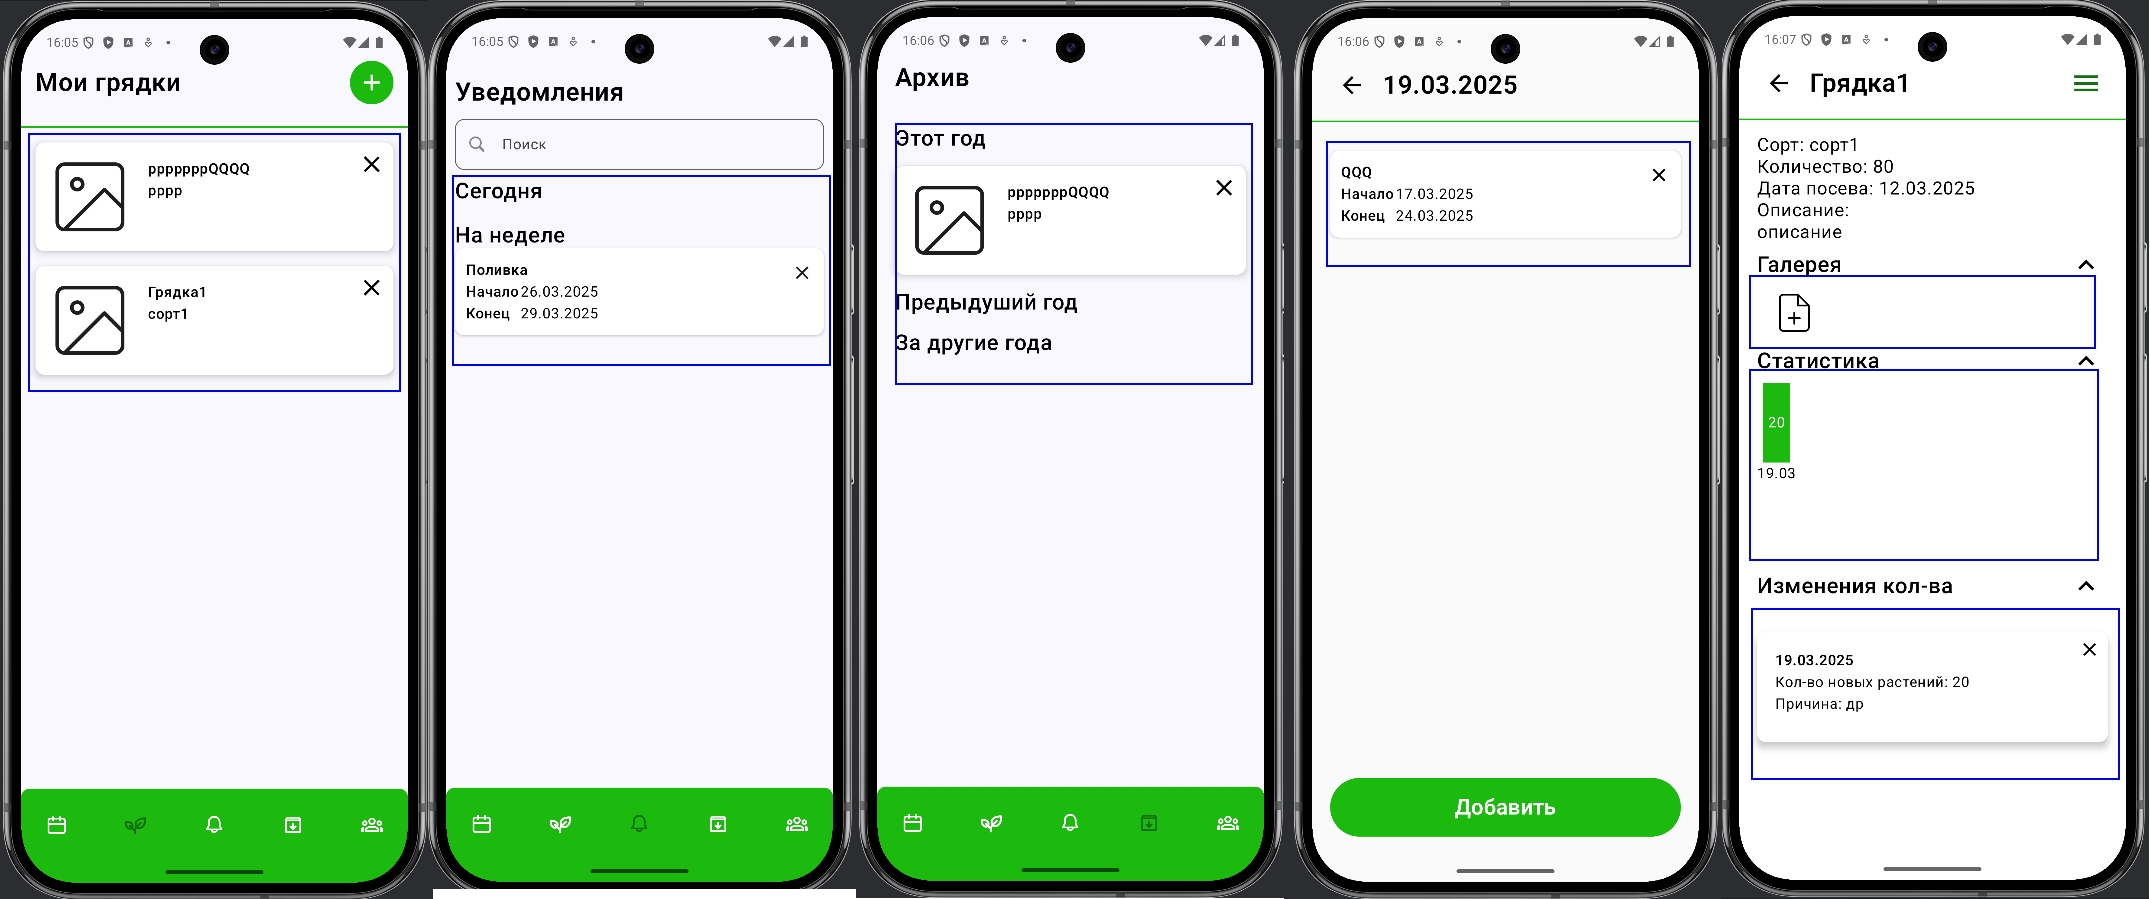 16:05
Мои грядки
pppppppQQQQ
pppp
Грядка1
сорт1
16:05
Уведомления
Поиск
Сегодня
На неделе
Поливка
Начало 26.03.2025
Конец 29.03.2025
16:06
Архив
Этот год
pppppppQQQQ
pppp
Предыдуший год
За другие года
16:06
19.03.2025
QQQ
Начало 17.03.2025
Конец 24.03.2025
Добавить
16:07
Грядка1
Сорт: сорт1
Количество: 80
Дата посева: 12.03.2025
Описание:
описание
Галерея
Статистика
20
19.03
Изменения кол-ва
19.03.2025
Кол-во новых растений: 20
Причина: др